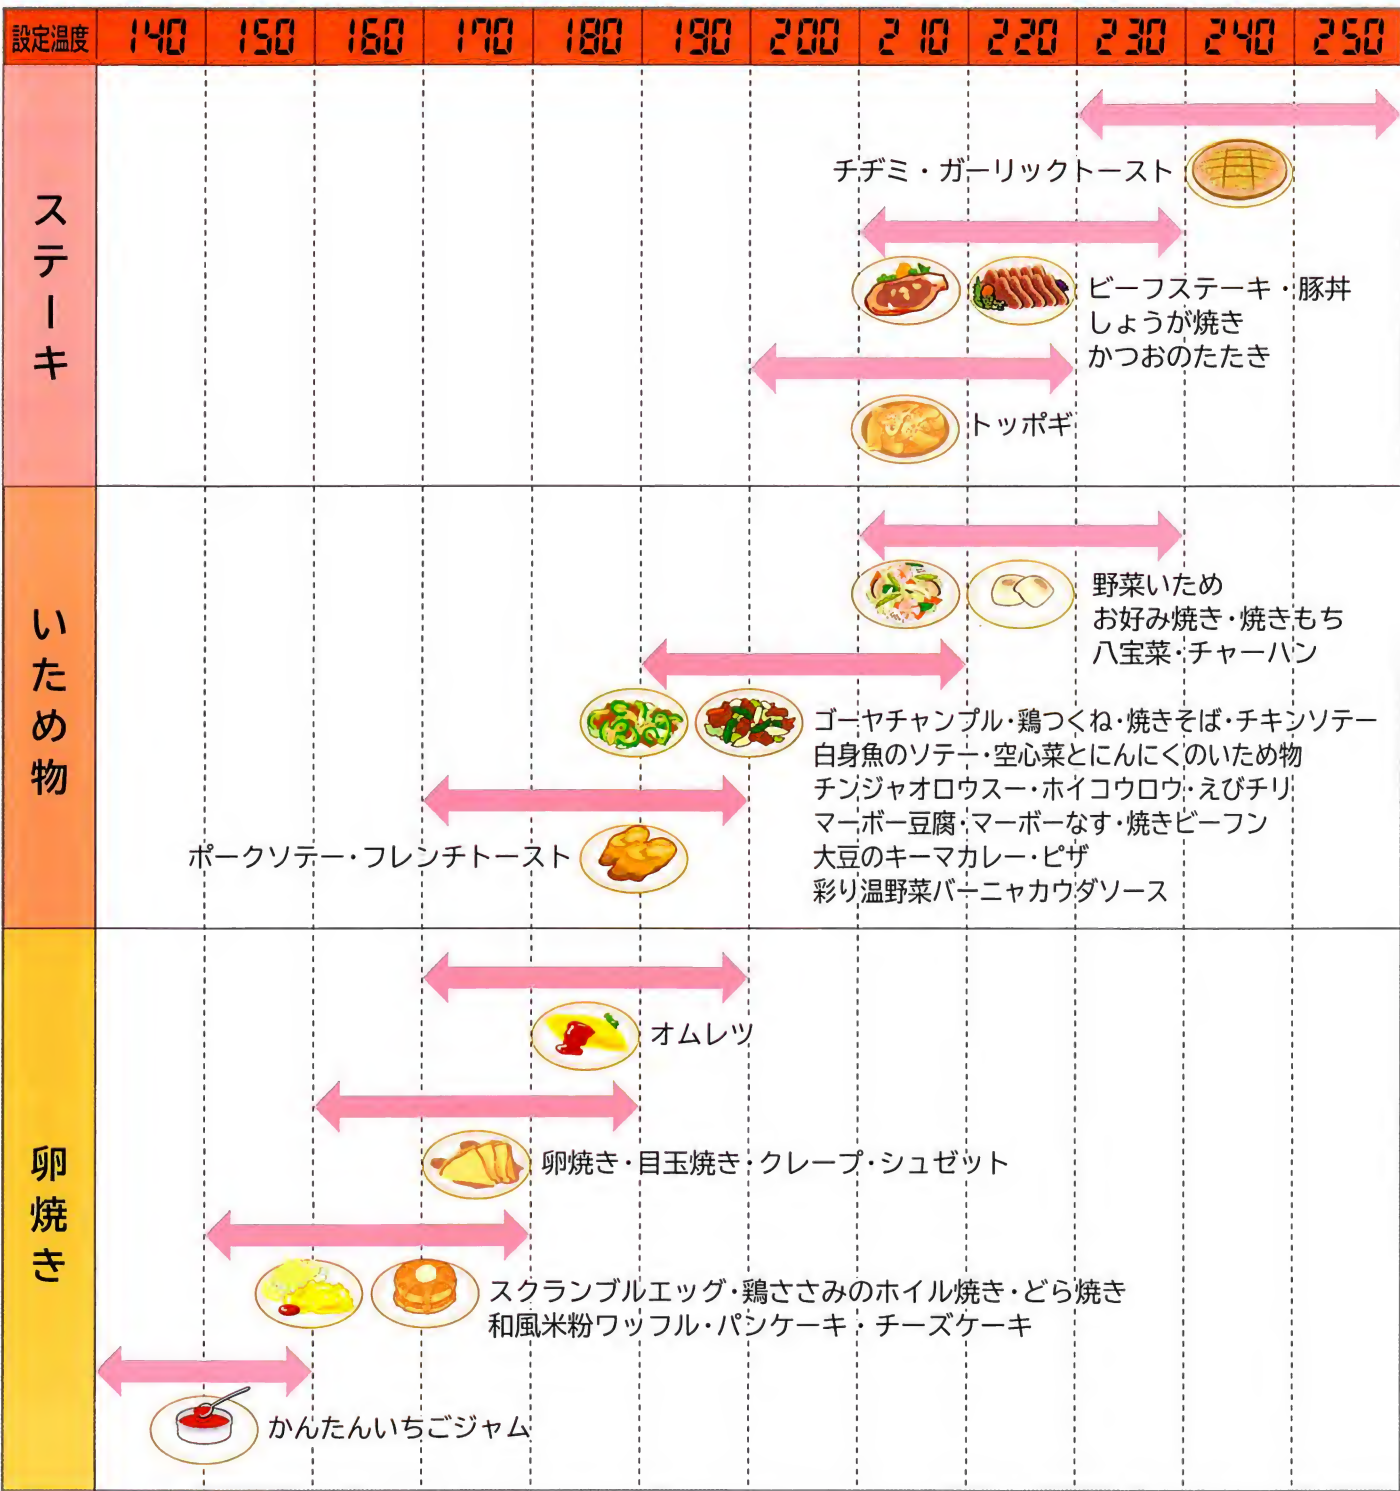 設定温度 140 150 160 170 180 190 200 210 220 230 240 250
ステーキ
チヂミ・ガーリックトースト
ビーフステーキ・豚丼
しょうが焼き
かつおのたたき
トッポギ
いため物
野菜いため
お好み焼き・焼きもち
八宝菜・チャーハン
ゴーヤチャンプル・鶏つくね・焼きそば・チキンソテー
白身魚のソテー・空心菜とにんにくのいため物
チンジャオロウスー・ホイコウロウ・えびチリ
マーボー豆腐・マーボーなす・焼きビーフン
大豆のキーマカレー・ピザ
彩り温野菜バーニャカウダソース
ポークソテー・フレンチトースト
卵焼き
オムレツ
卵焼き・目玉焼き・クレープ・シュゼット
スクランブルエッグ・鶏ささみのホイル焼き・どら焼き
和風米粉ワッフル・パンケーキ・チーズケーキ
かんたんいちごジャム